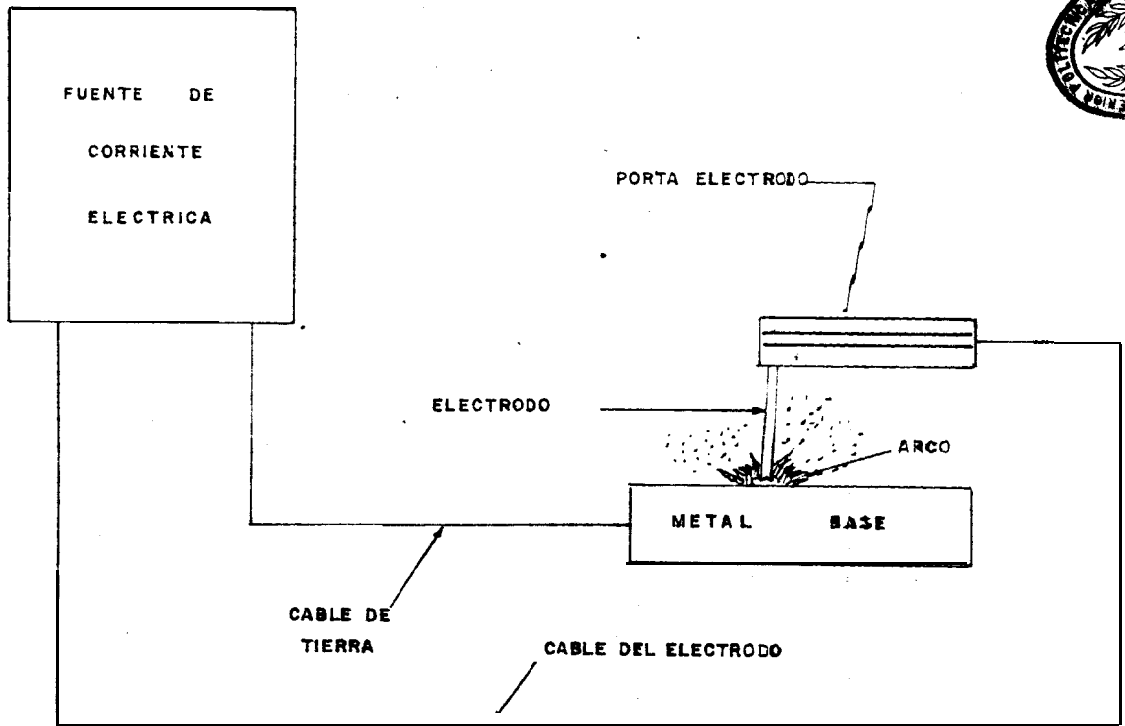 FUENTE DE
CORRIENTE
ELECTRICA
PORTA ELECTRODO
ELECTRODO
ARCO
METAL BASE
CABLE DE
TIERRA
CABLE DEL ELECTRODO